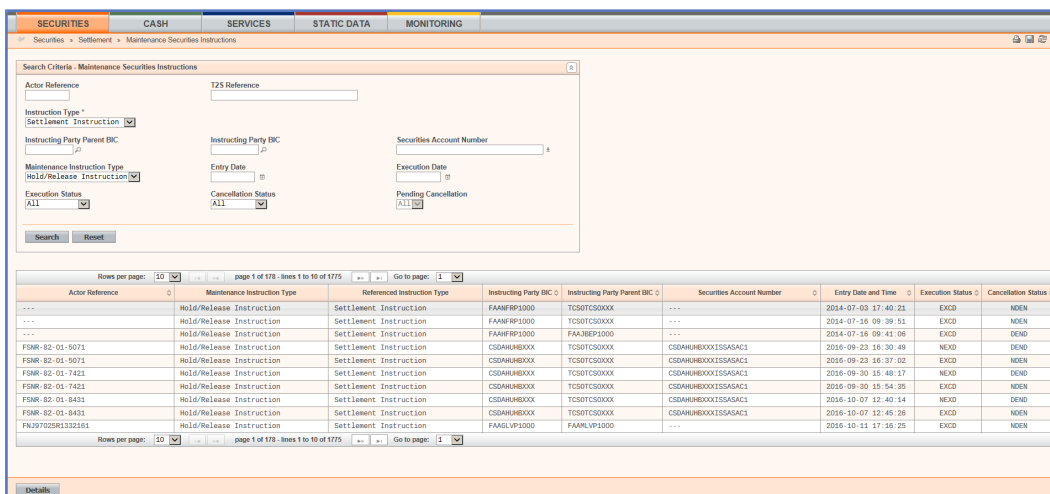 SECURITIES CASH SERVICES STATIC DATA MONITORING
Securities » Settlement » Maintenance Securities Instructions
Search Criteria - Maintenance Securities Instructions
Actor Reference T2S Reference
Instruction Type *
Settlement Instruction
Instructing Party Parent BIC Instructing Party BIC Securities Account Number
Maintenance Instruction Type Entry Date Execution Date
Hold/Release Instruction
Execution Status Cancellation Status Pending Cancellation
All All All
Search Reset
Rows per page: 10 page 1 of 178 - lines 1 to 10 of 1775 Go to page: 1
Actor Reference Maintenance Instruction Type Referenced Instruction Type Instructing Party BIC Instructing Party Parent BIC Securities Account Number Entry Date and Time Execution Status Cancellation Status
--- Hold/Release Instruction Settlement Instruction FAANFRP1000 TCSOTCSOXXX --- 2014-07-03 17:40:21 EXCD NDEN
--- Hold/Release Instruction Settlement Instruction FAAHFRP1000 TCSOTCSOXXX --- 2014-07-16 09:39:51 EXCD NDEN
--- Hold/Release Instruction Settlement Instruction FAAHFRP1000 FAAJBEP1000 --- 2014-07-16 09:41:06 EXCD DEND
FSNR-82-01-5071 Hold/Release Instruction Settlement Instruction CSDAHUHBXXX TCSOTCSOXXX CSDAHUHBXXXISSASAC1 2016-09-23 16:30:49 NEXD DEND
FSNR-82-01-5071 Hold/Release Instruction Settlement Instruction CSDAHUHBXXX TCSOTCSOXXX CSDAHUHBXXXISSASAC1 2016-09-23 16:37:02 EXCD NDEN
FSNR-82-01-7421 Hold/Release Instruction Settlement Instruction CSDAHUHBXXX TCSOTCSOXXX CSDAHUHBXXXISSASAC1 2016-09-30 15:48:17 NEXD DEND
FSNR-82-01-7421 Hold/Release Instruction Settlement Instruction CSDAHUHBXXX TCSOTCSOXXX CSDAHUHBXXXISSASAC1 2016-09-30 15:54:35 EXCD NDEN
FSNR-82-01-8431 Hold/Release Instruction Settlement Instruction CSDAHUHBXXX TCSOTCSOXXX CSDAHUHBXXXISSASAC1 2016-10-07 12:40:14 NEXD DEND
FSNR-82-01-8431 Hold/Release Instruction Settlement Instruction CSDAHUHBXXX TCSOTCSOXXX CSDAHUHBXXXISSASAC1 2016-10-07 12:45:26 EXCD NDEN
FNJ97025R1332161 Hold/Release Instruction Settlement Instruction FAAGLVP1000 FAAMLVP1000 --- 2016-10-11 17:16:25 EXCD NDEN
Rows per page: 10 page 1 of 178 - lines 1 to 10 of 1775 Go to page: 1
Details